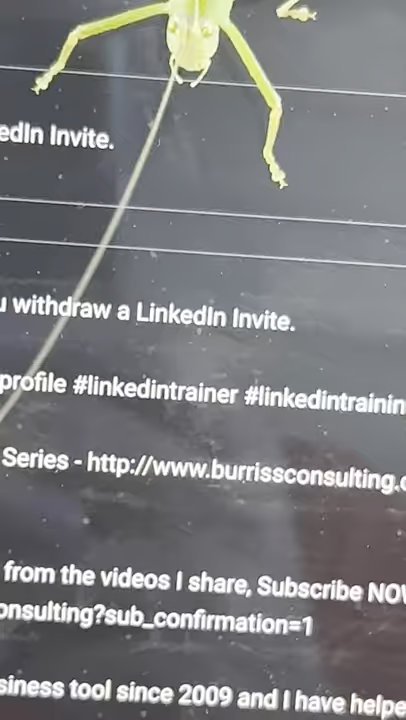 edIn Invite.
u withdraw a LinkedIn Invite.
profile #linkedintrainer #linkedintrainin
Series - http://www.burrissconsulting.c
from the videos I share, Subscribe NOW
onsulting?sub_confirmation=1
siness tool since 2009 and I have helpe